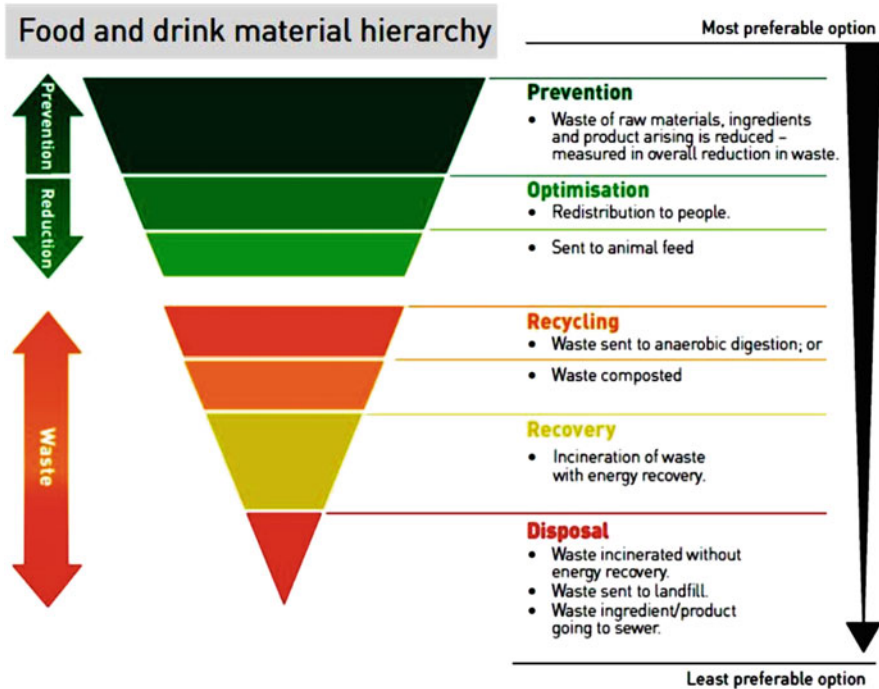 Food and drink material hierarchy
Most preferable option
Prevention
Reduction
Waste
Prevention
• Waste of raw materials, ingredients
and product arising is reduced –
measured in overall reduction in waste.
Optimisation
• Redistribution to people.
• Sent to animal feed
Recycling
• Waste sent to anaerobic digestion; or
• Waste composted
Recovery
• Incineration of waste
with energy recovery.
Disposal
• Waste incinerated without
energy recovery.
• Waste sent to landfill.
• Waste ingredient/product
going to sewer.
Least preferable option